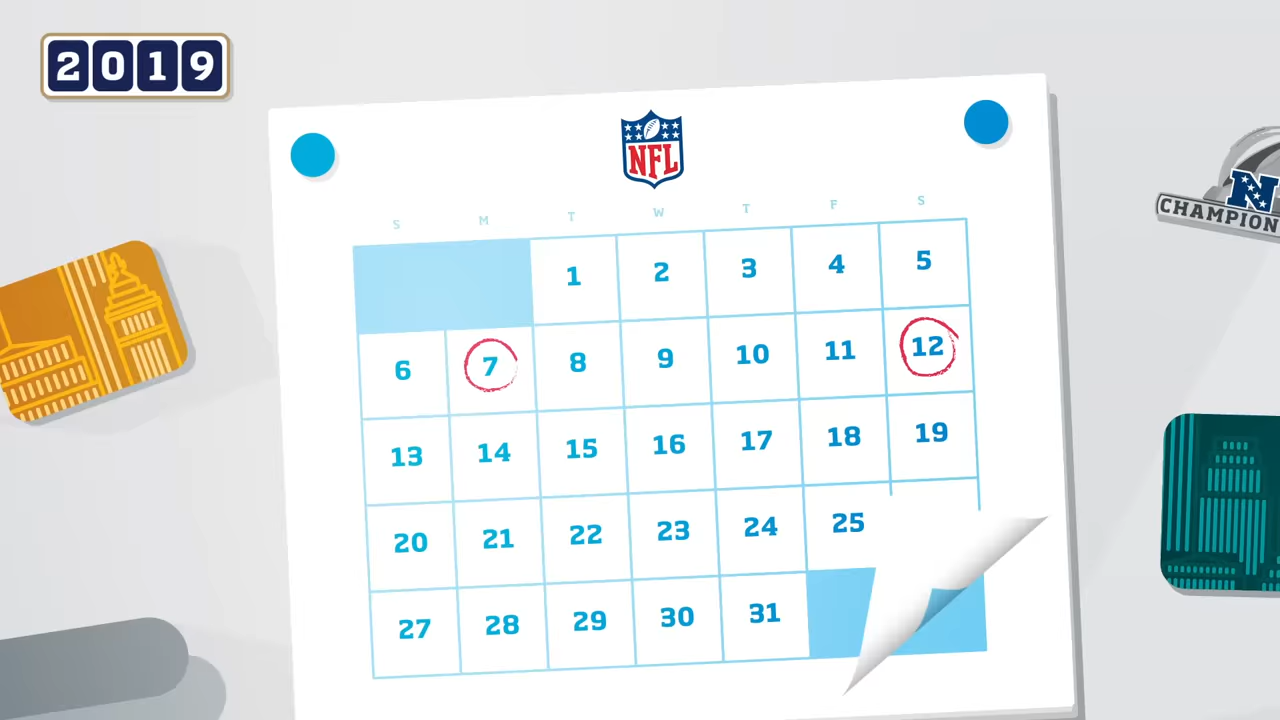 2019
NFL
S M T W T F S
1 2 3 4 5
6 7 8 9 10 11 12
13 14 15 16 17 18 19
20 21 22 23 24 25
27 28 29 30 31
N
CHAMPION